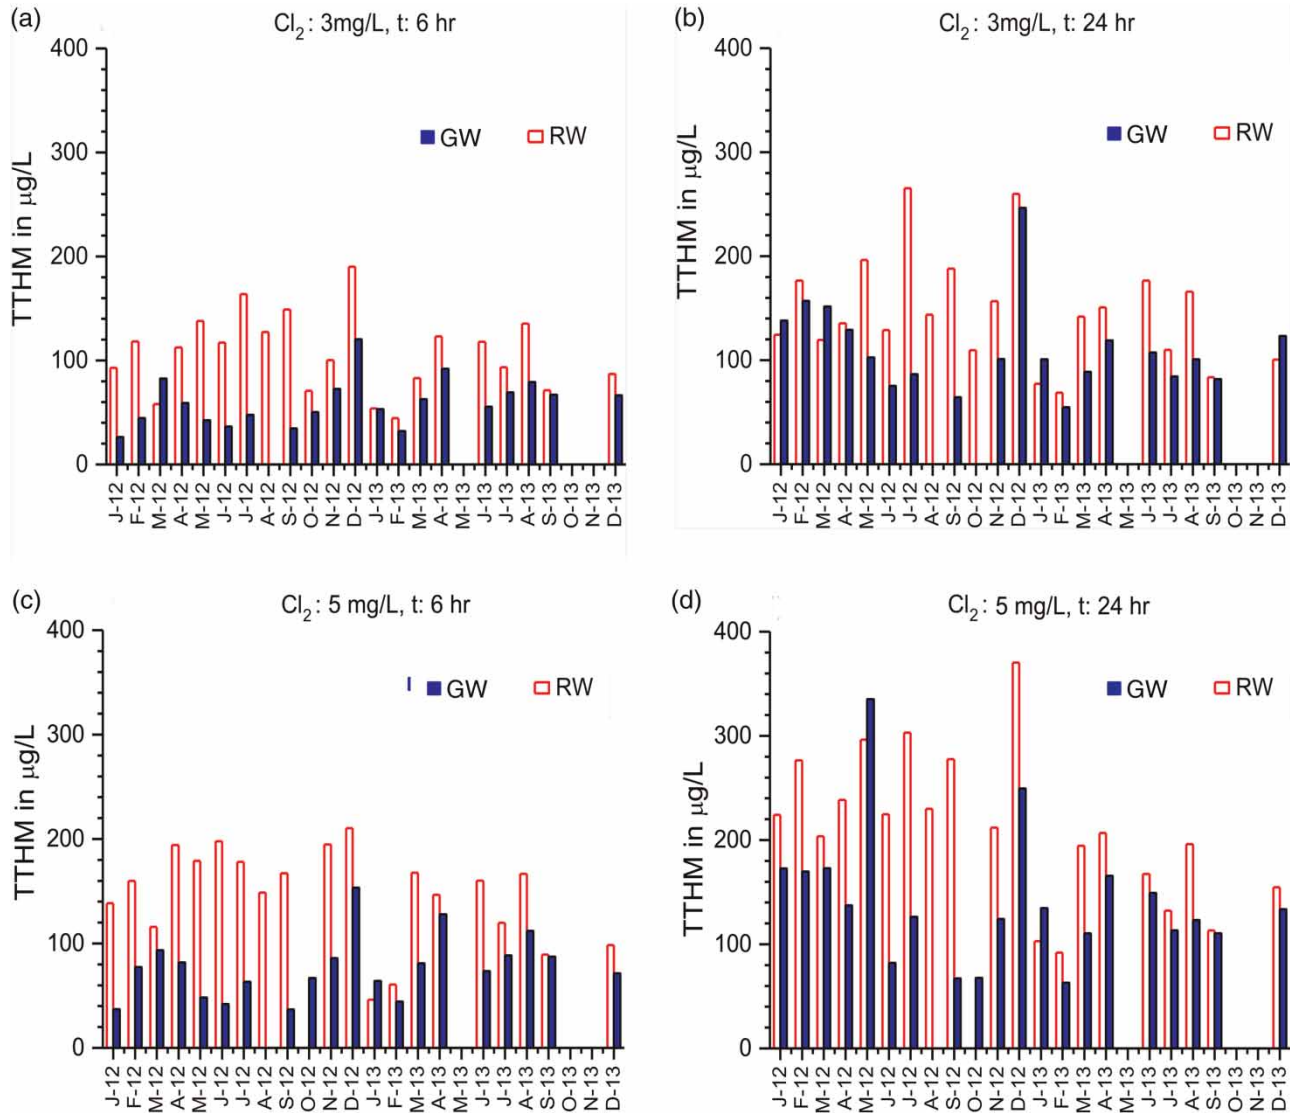 (a) Cl2 : 3mg/L, t: 6 hr
400
300
200
100
0
TTHM in µg/L
GW RW
J-12 F-12 M-12 A-12 M-12 J-12 J-12 A-12 S-12 O-12 N-12 D-12 J-13 F-13 M-13 A-13 M-13 J-13 J-13 A-13 S-13 O-13 N-13 D-13
(b) Cl2 : 3mg/L, t: 24 hr
400
300
200
100
0
TTHM in µg/L
GW RW
J-12 F-12 M-12 A-12 M-12 J-12 J-12 A-12 S-12 O-12 N-12 D-12 J-13 F-13 M-13 A-13 M-13 J-13 J-13 A-13 S-13 O-13 N-13 D-13
(c) Cl2 : 5 mg/L, t: 6 hr
400
300
200
100
0
TTHM in µg/L
GW RW
J-12 F-12 M-12 A-12 M-12 J-12 J-12 A-12 S-12 O-12 N-12 D-12 J-13 F-13 M-13 A-13 M-13 J-13 J-13 A-13 S-13 O-13 N-13 D-13
(d) Cl2 : 5 mg/L, t: 24 hr
400
300
200
100
0
TTHM in µg/L
GW RW
J-12 F-12 M-12 A-12 M-12 J-12 J-12 A-12 S-12 O-12 N-12 D-12 J-13 F-13 M-13 A-13 M-13 J-13 J-13 A-13 S-13 O-13 N-13 D-13